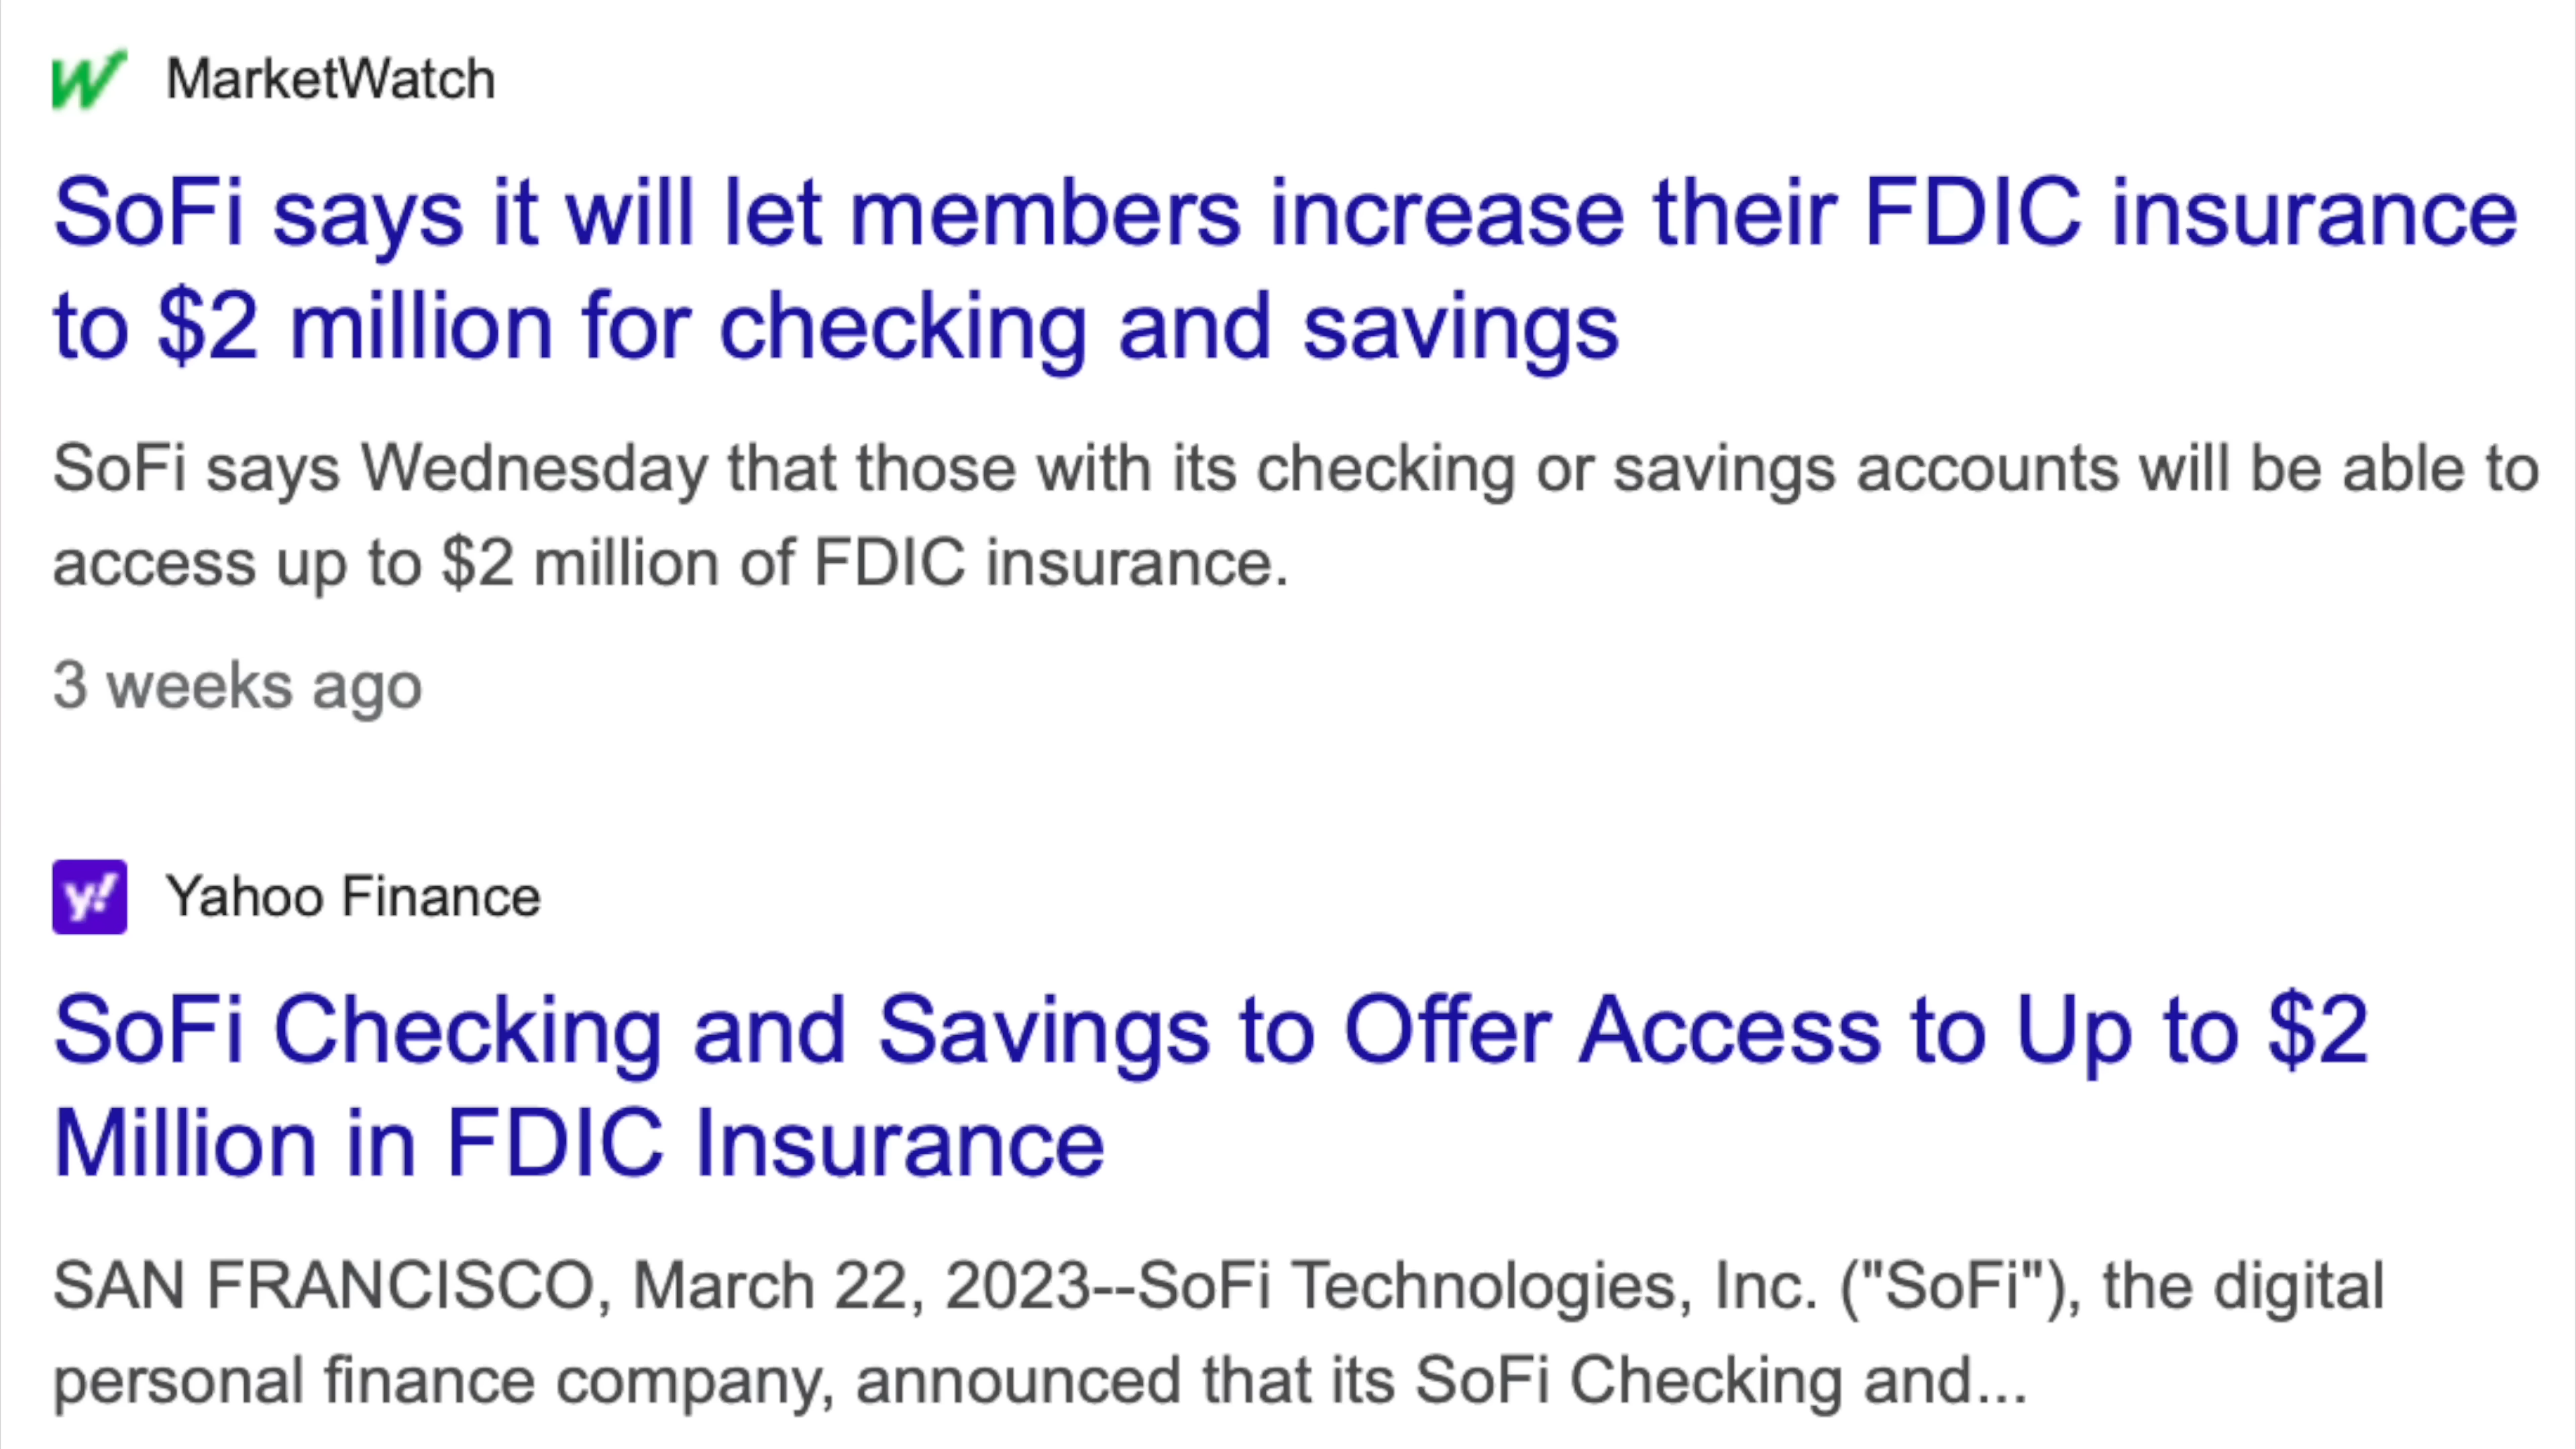 MarketWatch
SoFi says it will let members increase their FDIC insurance
to $2 million for checking and savings
SoFi says Wednesday that those with its checking or savings accounts will be able to
access up to $2 million of FDIC insurance.
3 weeks ago
y! Yahoo Finance
SoFi Checking and Savings to Offer Access to Up to $2
Million in FDIC Insurance
SAN FRANCISCO, March 22, 2023--SoFi Technologies, Inc. ("SoFi"), the digital
personal finance company, announced that its SoFi Checking and...